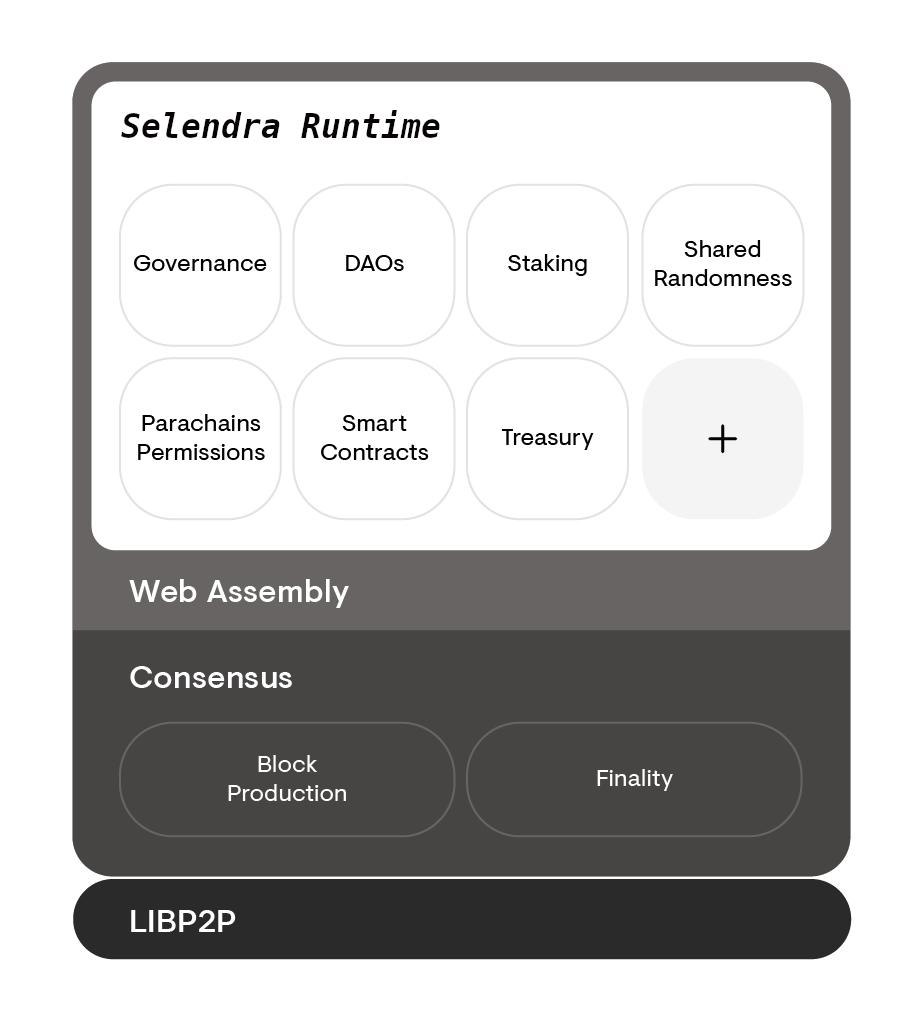 Selendra Runtime
Governance
DAOs
Staking
Shared
Randomness
Parachains
Permissions
Smart
Contracts
Treasury
+
Web Assembly
Consensus
Block
Production
Finality
LIBP2P